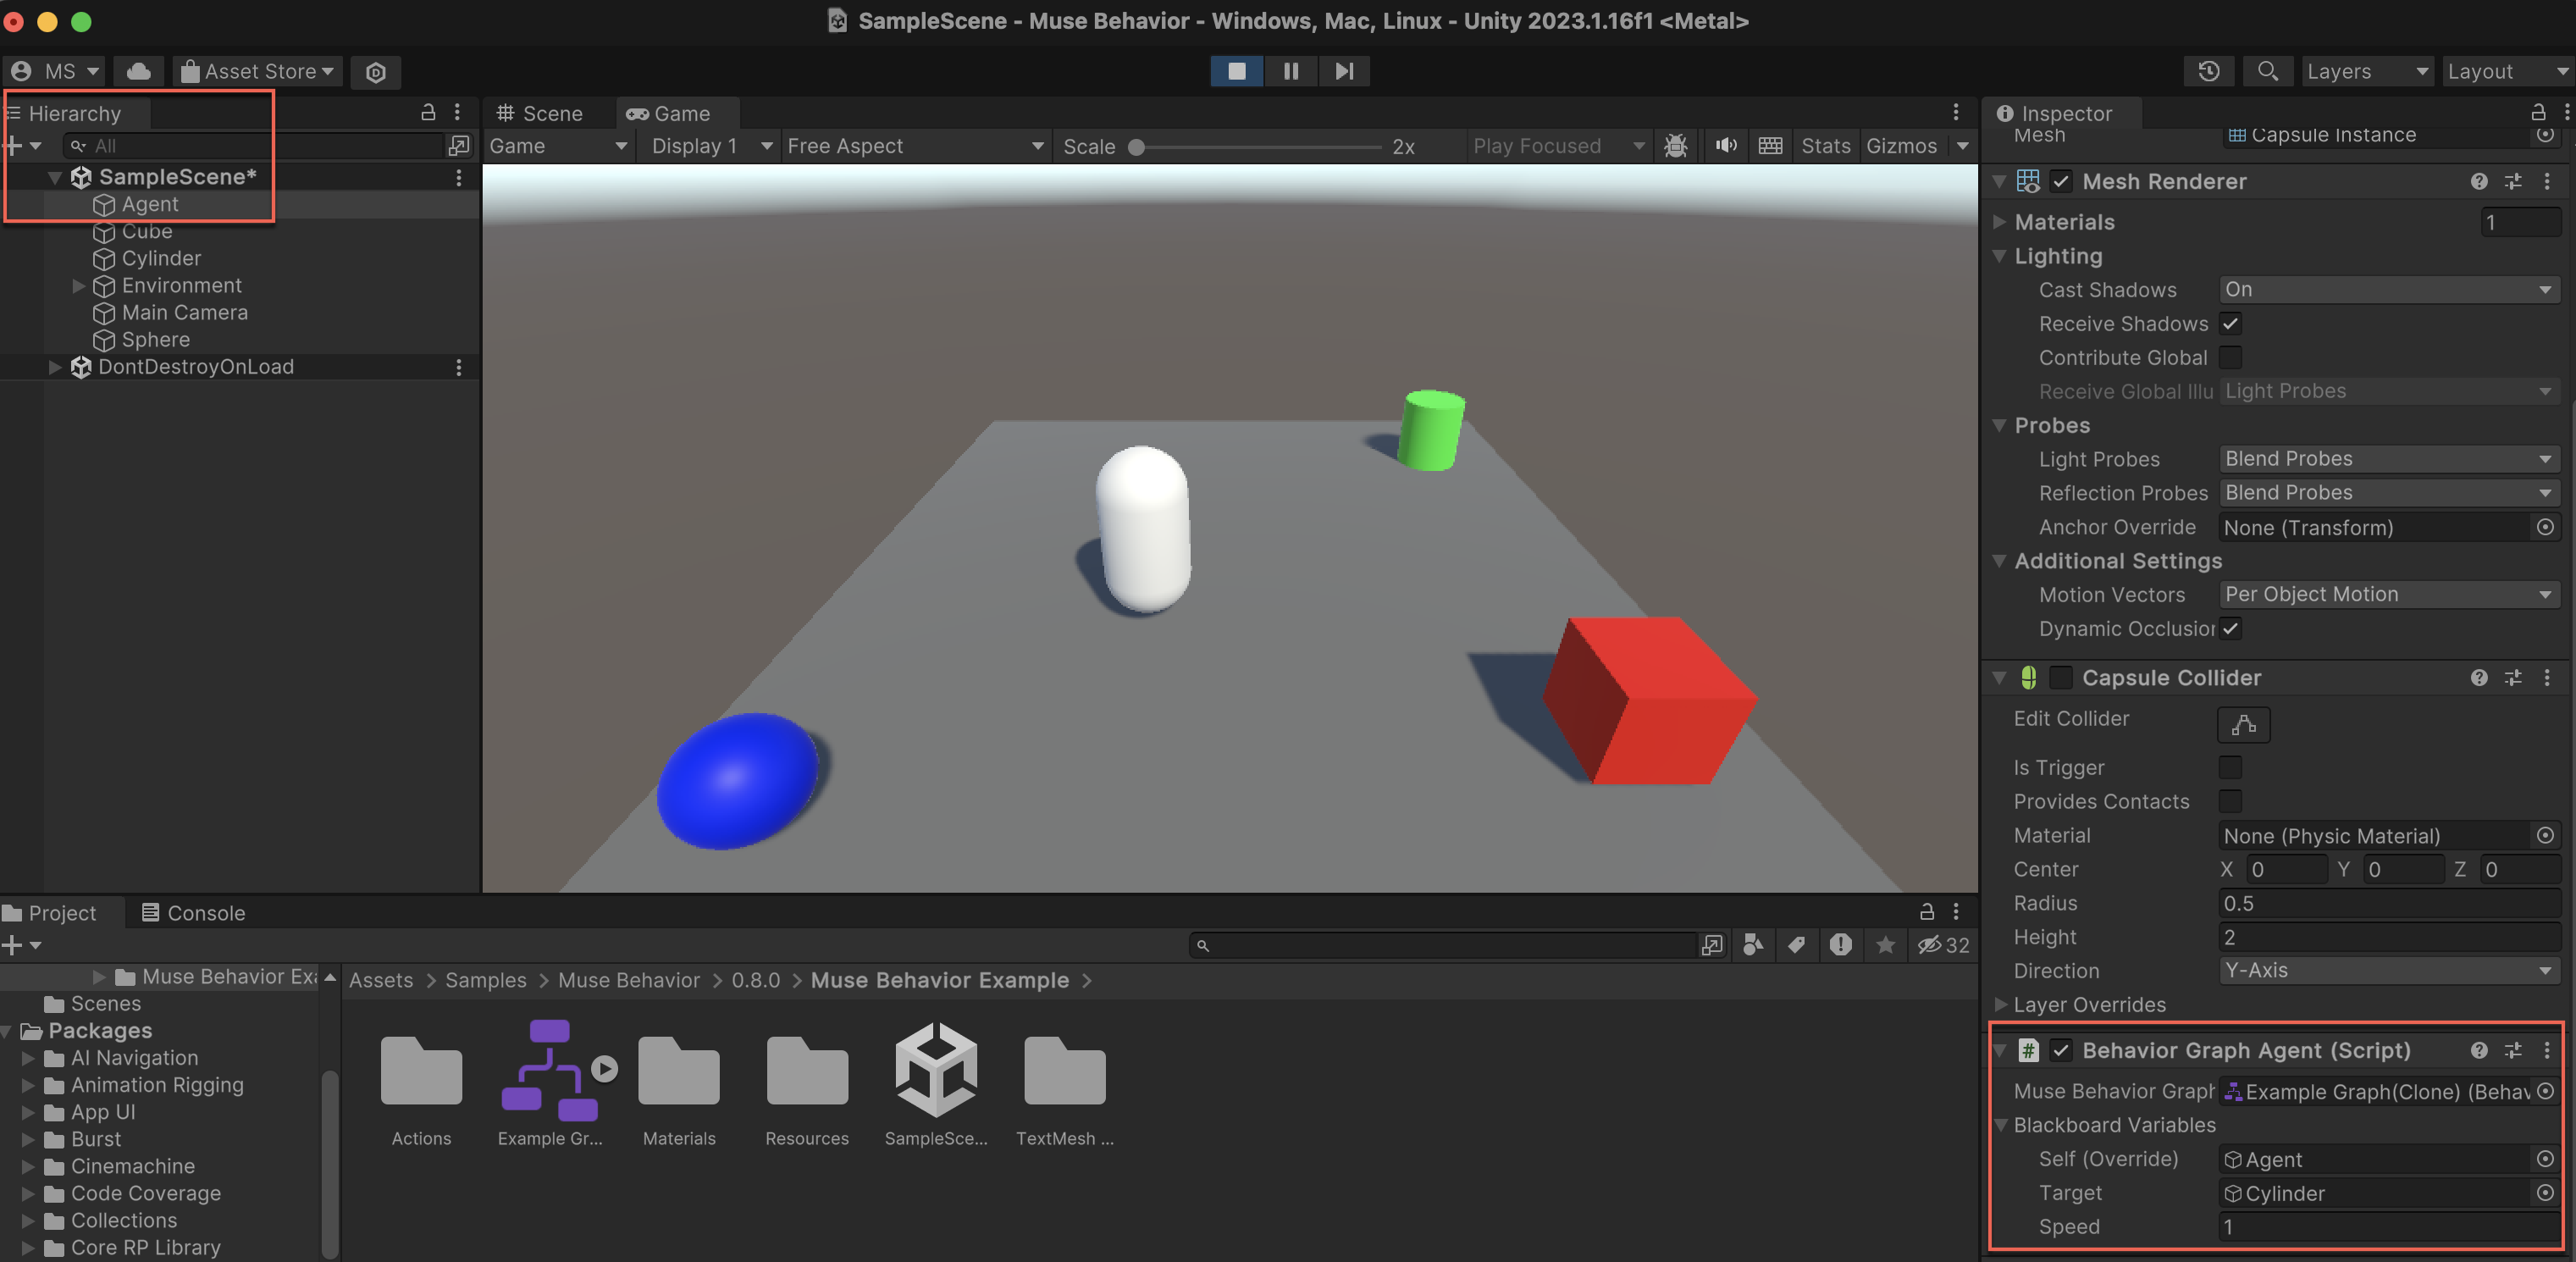 SampleScene - Muse Behavior - Windows, Mac, Linux - Unity 2023.1.16f1 <Metal>
MS
Asset Store
Layers
Layout
Hierarchy
All
SampleScene*
Agent
Cube
Cylinder
Environment
Main Camera
Sphere
DontDestroyOnLoad
Scene
Game
Game
Display 1
Free Aspect
Scale
2x
Play Focused
Stats
Gizmos
Inspector
Mesh
Capsule Instance
Mesh Renderer
Materials
1
Lighting
Cast Shadows
On
Receive Shadows
Contribute Global
Receive Global Illu
Light Probes
Probes
Light Probes
Blend Probes
Reflection Probes
Blend Probes
Anchor Override
None (Transform)
Additional Settings
Motion Vectors
Per Object Motion
Dynamic Occlusion
Capsule Collider
Edit Collider
Is Trigger
Provides Contacts
Material
None (Physic Material)
Center
X 0 Y 0 Z 0
Radius
0.5
Height
2
Direction
Y-Axis
Layer Overrides
# Behavior Graph Agent (Script)
Muse Behavior Graph
Example Graph(Clone) (Behav
Blackboard Variables
Self (Override)
Agent
Target
Cylinder
Speed
1
Project
Console
32
Muse Behavior Exa
Scenes
Packages
AI Navigation
Animation Rigging
App UI
Burst
Cinemachine
Code Coverage
Collections
Core RP Library
Assets > Samples > Muse Behavior > 0.8.0 > Muse Behavior Example >
Actions
Example Gr...
Materials
Resources
SampleSce...
TextMesh ...